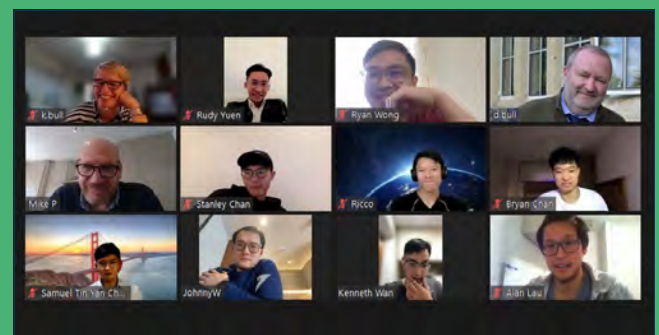 k.bull
Rudy Yuen
Ryan Wong
d.bull
Mike P
Stanley Chan
Ricco
Bryan Chan
Samuel Tin Yan Ch...
JohnnyW
Kenneth Wan
Alan Lau